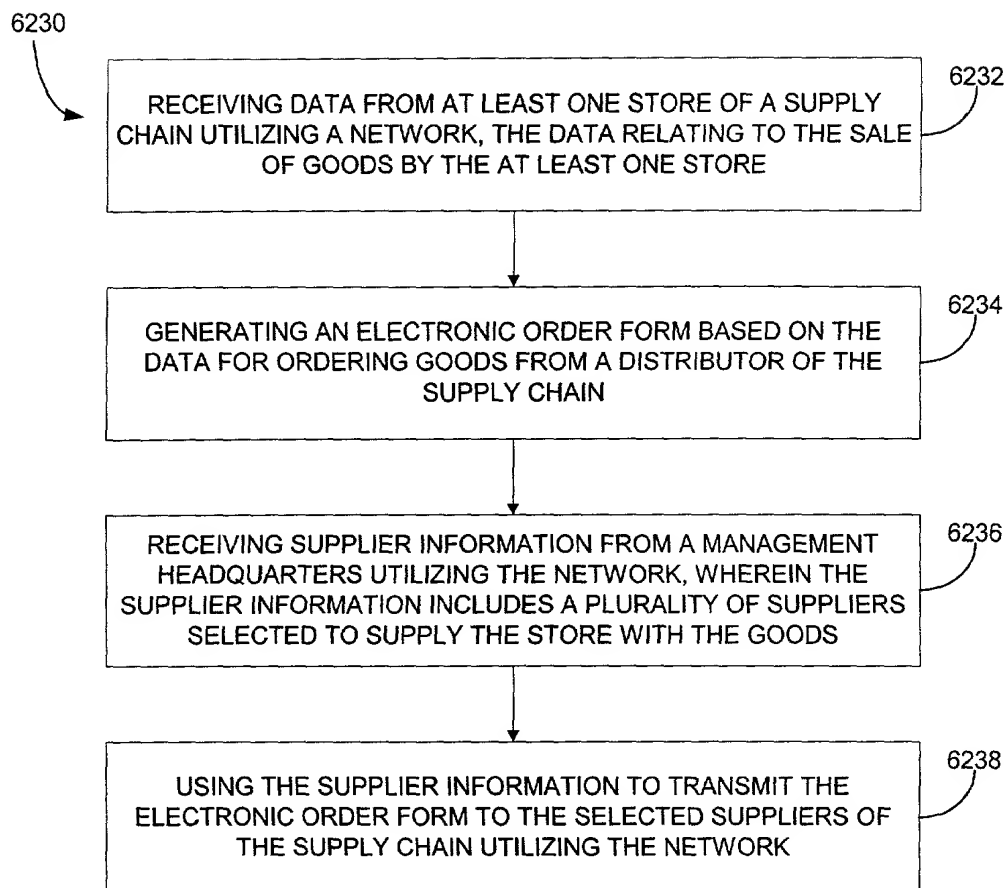 6230
6232
RECEIVING DATA FROM AT LEAST ONE STORE OF A SUPPLY
CHAIN UTILIZING A NETWORK, THE DATA RELATING TO THE SALE
OF GOODS BY THE AT LEAST ONE STORE
6234
GENERATING AN ELECTRONIC ORDER FORM BASED ON THE
DATA FOR ORDERING GOODS FROM A DISTRIBUTOR OF THE
SUPPLY CHAIN
6236
RECEIVING SUPPLIER INFORMATION FROM A MANAGEMENT
HEADQUARTERS UTILIZING THE NETWORK, WHEREIN THE
SUPPLIER INFORMATION INCLUDES A PLURALITY OF SUPPLIERS
SELECTED TO SUPPLY THE STORE WITH THE GOODS
6238
USING THE SUPPLIER INFORMATION TO TRANSMIT THE
ELECTRONIC ORDER FORM TO THE SELECTED SUPPLIERS OF
THE SUPPLY CHAIN UTILIZING THE NETWORK